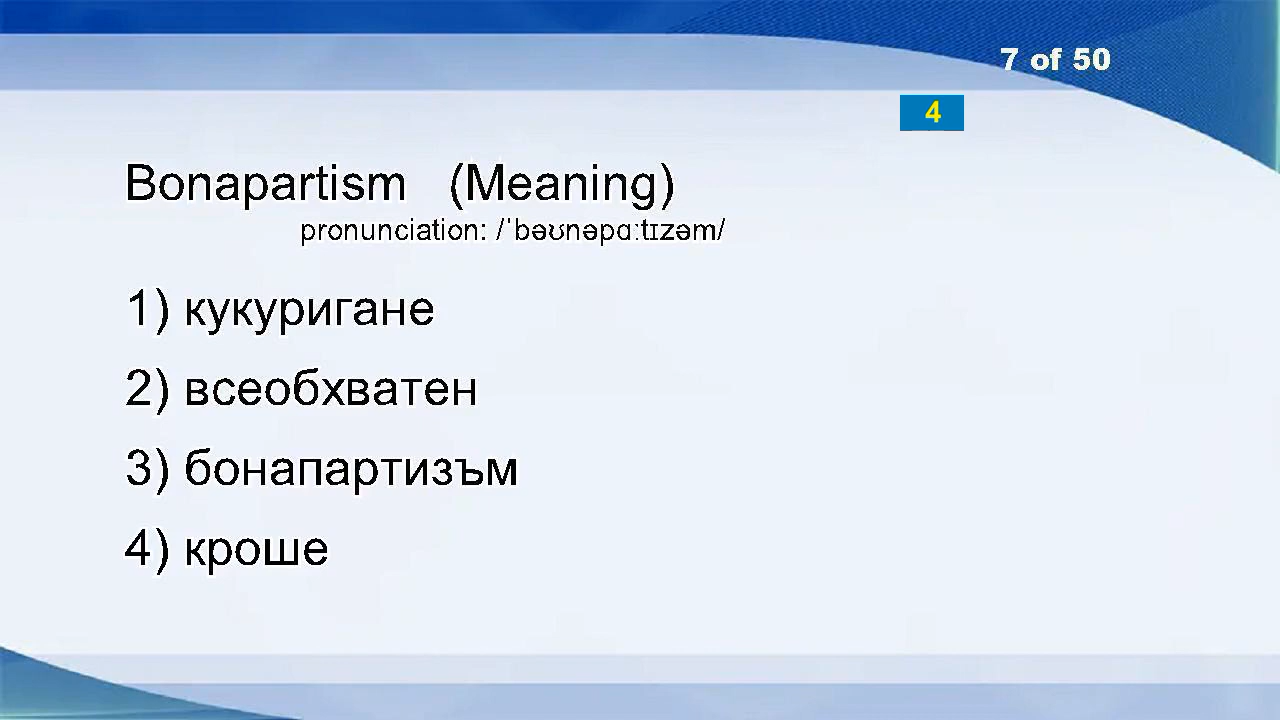 7 of 50
4
Bonapartism (Meaning)
pronunciation: /ˈbəʊnəpɑːtɪzəm/
1) кукуригане
2) всеобхватен
3) бонапартизъм
4) кроше